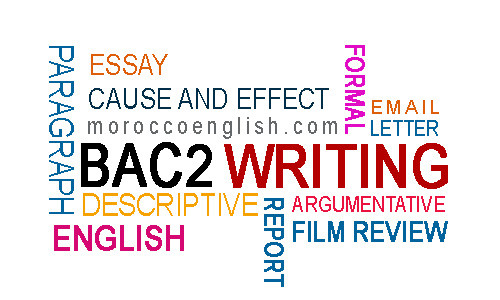 PARAGRAPH
ESSAY
CAUSE AND EFFECT
moroccoenglish.com
FORMAL
EMAIL
LETTER
BAC2 WRITING
DESCRIPTIVE
REPORT
ARGUMENTATIVE
ENGLISH
FILM REVIEW